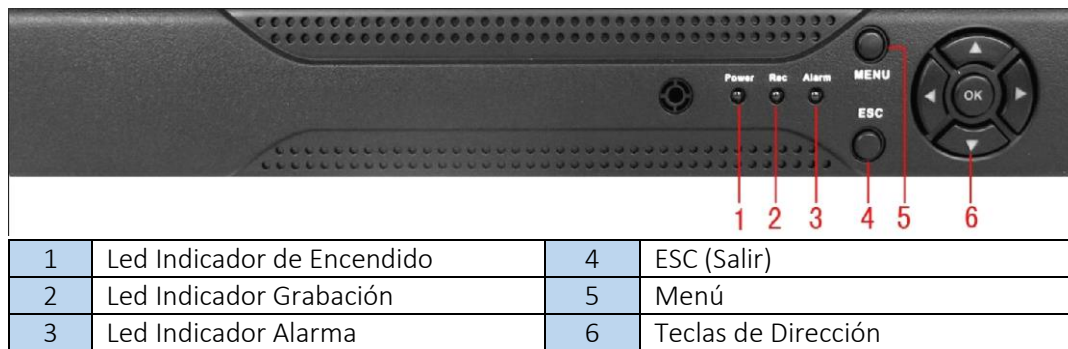 Power Rec Alarm MENU
OK
ESC
1 2 3 4 5 6
1 Led Indicador de Encendido 4 ESC (Salir)
2 Led Indicador Grabación 5 Menú
3 Led Indicador Alarma 6 Teclas de Dirección